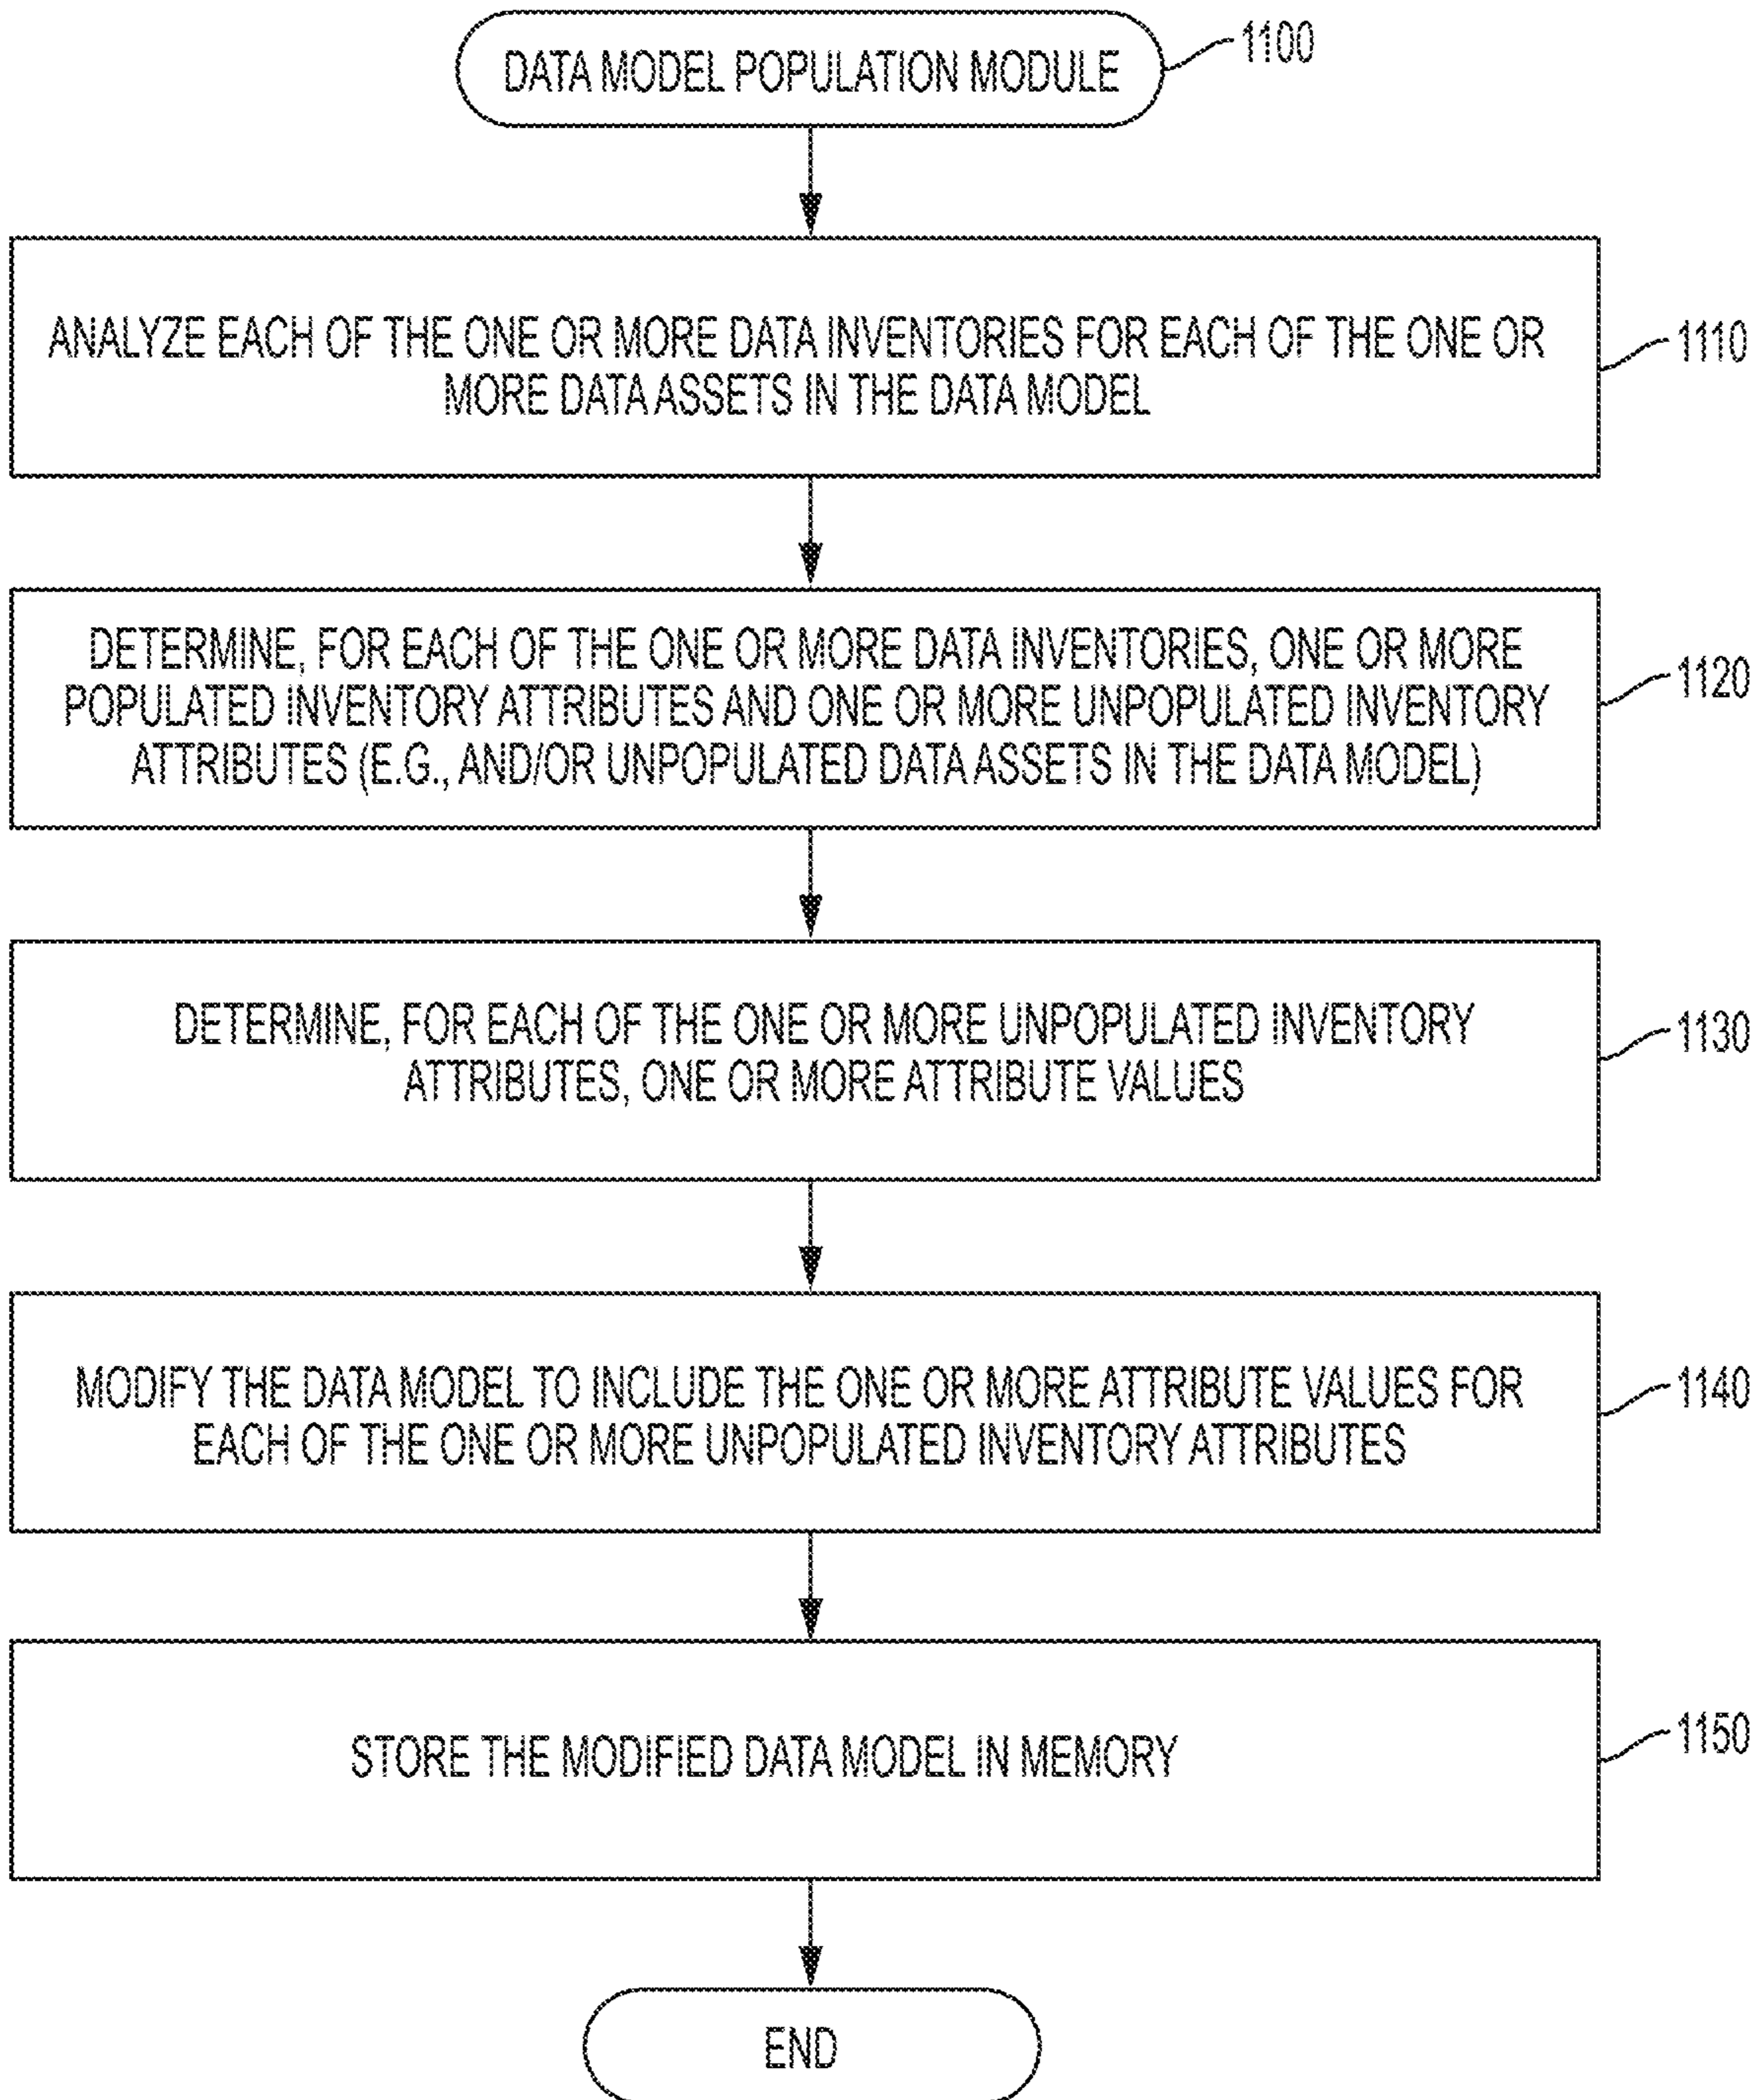 DATA MODEL POPULATION MODULE
1100
ANALYZE EACH OF THE ONE OR MORE DATA INVENTORIES FOR EACH OF THE ONE OR
MORE DATA ASSETS IN THE DATA MODEL
1110
DETERMINE, FOR EACH OF THE ONE OR MORE DATA INVENTORIES, ONE OR MORE
POPULATED INVENTORY ATTRIBUTES AND ONE OR MORE UNPOPULATED INVENTORY
ATTRIBUTES (E.G., AND/OR UNPOPULATED DATA ASSETS IN THE DATA MODEL)
1120
DETERMINE, FOR EACH OF THE ONE OR MORE UNPOPULATED INVENTORY
ATTRIBUTES, ONE OR MORE ATTRIBUTE VALUES
1130
MODIFY THE DATA MODEL TO INCLUDE THE ONE OR MORE ATTRIBUTE VALUES FOR
EACH OF THE ONE OR MORE UNPOPULATED INVENTORY ATTRIBUTES
1140
STORE THE MODIFIED DATA MODEL IN MEMORY
1150
END